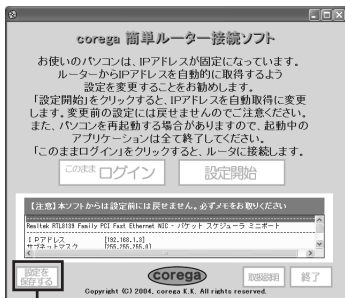 corega 簡単ルーター接続ソフト
お使いのパソコンは、IPアドレスが固定になっています。
ルーターからIPアドレスを自動的に取得するよう
設定を変更することをお勧めします。
「設定開始」をクリックすると、IPアドレスを自動取得に変更
します。変更前の設定には戻せませんのでご注意ください。
また、パソコンを再起動する場合がありますので、起動中の
アプリケーションは全て終了してください。
「このままログイン」をクリックすると、ルータに接続します。
このまま ログイン
設定開始
【注意】本ソフトからは設定前には戻せません。必ずメモをお取りください
Realtek RTL8139 Family PCI Fast Ethernet NIC - パケット スケジューラ ミニポート
ＩＰアドレス [192.168.1.3]
サブネットマスク [255.255.255.0]
設定を
保存する
corega
取扱説明
終了
Copyright (C) 2004, corega K.K. All rights reserved.